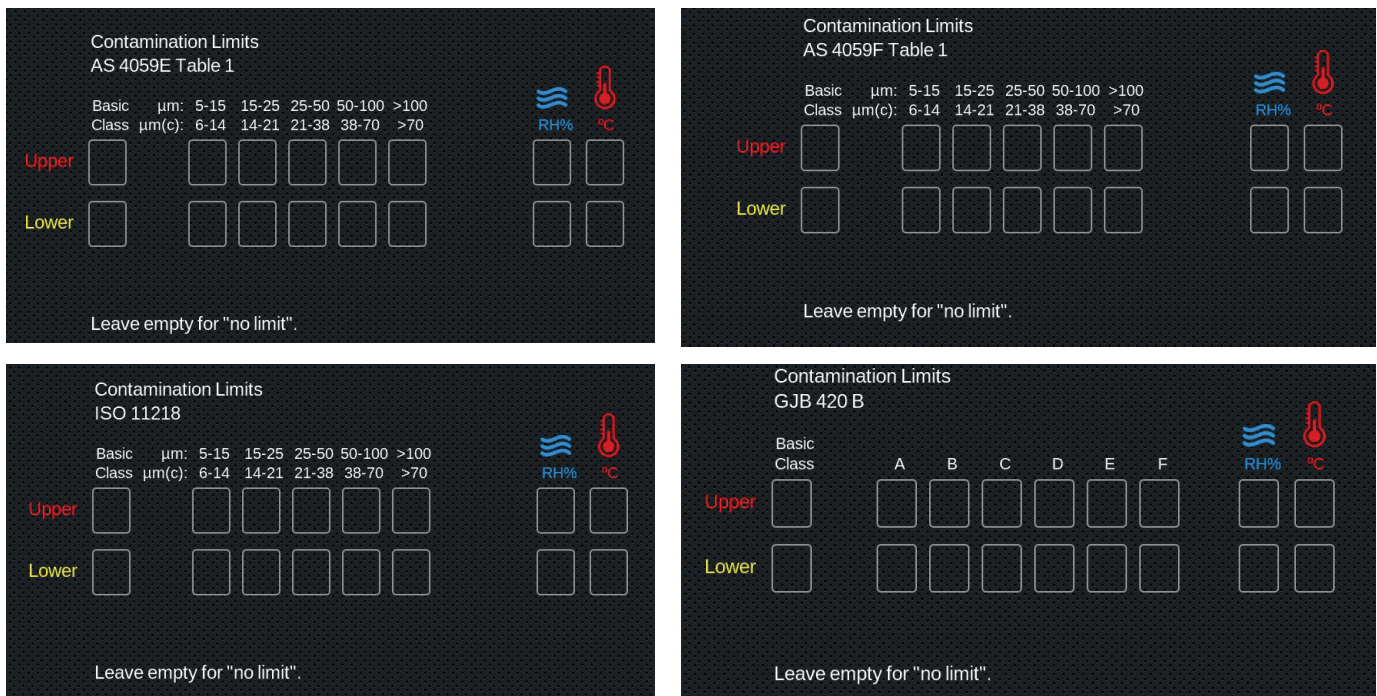 Contamination Limits
AS 4059E Table 1
Basic µm: 5-15 15-25 25-50 50-100 >100
Class µm(c): 6-14 14-21 21-38 38-70 >70
RH% ºC
Upper
Lower
Leave empty for "no limit".
Contamination Limits
AS 4059F Table 1
Basic µm: 5-15 15-25 25-50 50-100 >100
Class µm(c): 6-14 14-21 21-38 38-70 >70
RH% ºC
Upper
Lower
Leave empty for "no limit".
Contamination Limits
ISO 11218
Basic µm: 5-15 15-25 25-50 50-100 >100
Class µm(c): 6-14 14-21 21-38 38-70 >70
RH% ºC
Upper
Lower
Leave empty for "no limit".
Contamination Limits
GJB 420 B
Basic
Class A B C D E F RH% ºC
Upper
Lower
Leave empty for "no limit".